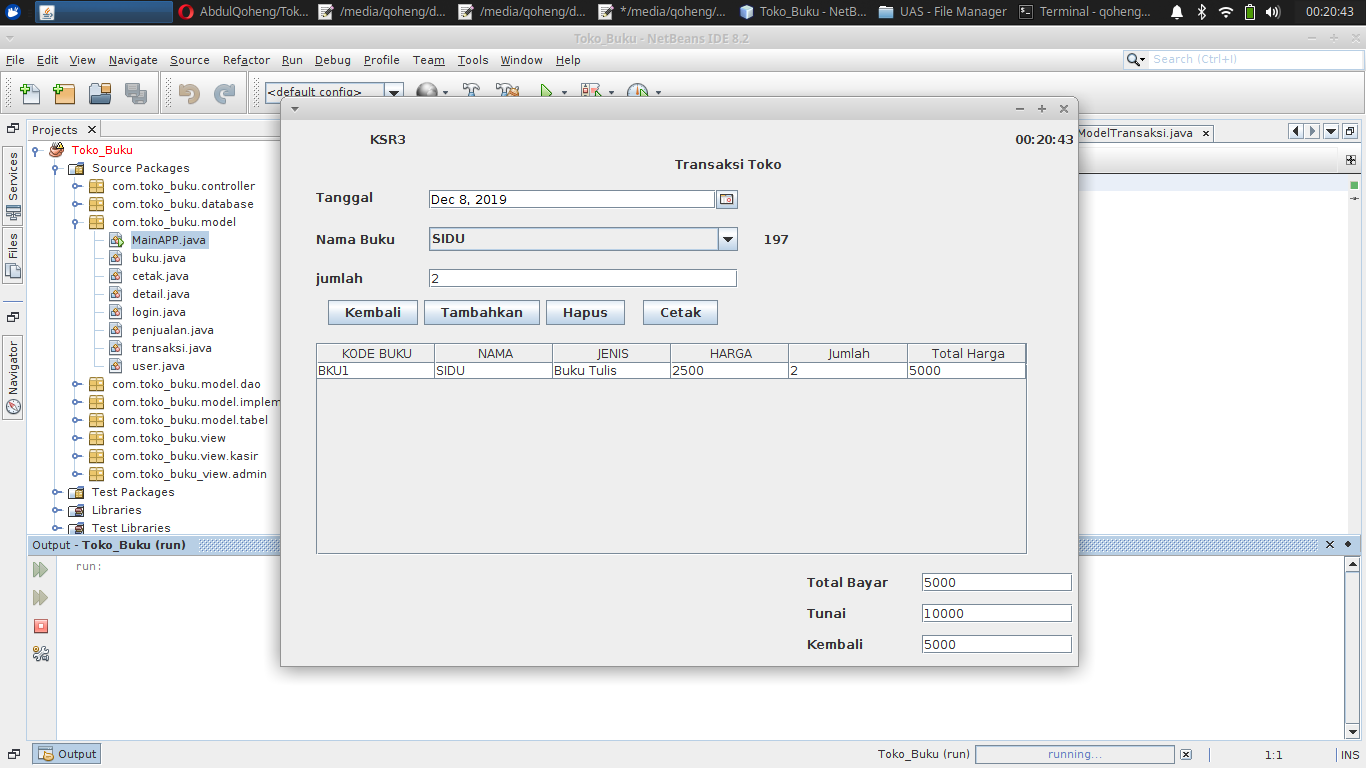 AbdulQoheng/Tok...
/media/qoheng/d...
/media/qoheng/d...
*/media/qoheng/...
Toko_Buku - NetB...
UAS - File Manager
Terminal - qoheng...
00:20:43
Toko_Buku - NetBeans IDE 8.2
File Edit View Navigate Source Refactor Run Debug Profile Team Tools Window Help
Search (Ctrl+I)
<default config>
Projects
ModelTransaksi.java
Services
Files
Navigator
Toko_Buku
Source Packages
com.toko_buku.controller
com.toko_buku.database
com.toko_buku.model
MainAPP.java
buku.java
cetak.java
detail.java
login.java
penjualan.java
transaksi.java
user.java
com.toko_buku.model.dao
com.toko_buku.model.implem
com.toko_buku.model.tabel
com.toko_buku.view
com.toko_buku.view.kasir
com.toko_buku_view.admin
Test Packages
Libraries
Test Libraries
KSR3
00:20:43
Transaksi Toko
Tanggal
Dec 8, 2019
Nama Buku
SIDU
197
jumlah
2
Kembali Tambahkan Hapus Cetak
KODE BUKU NAMA JENIS HARGA Jumlah Total Harga
BKU1 SIDU Buku Tulis 2500 2 5000
Total Bayar 5000
Tunai 10000
Kembali 5000
Output - Toko_Buku (run)
run:
Output
Toko_Buku (run)
running...
1:1
INS